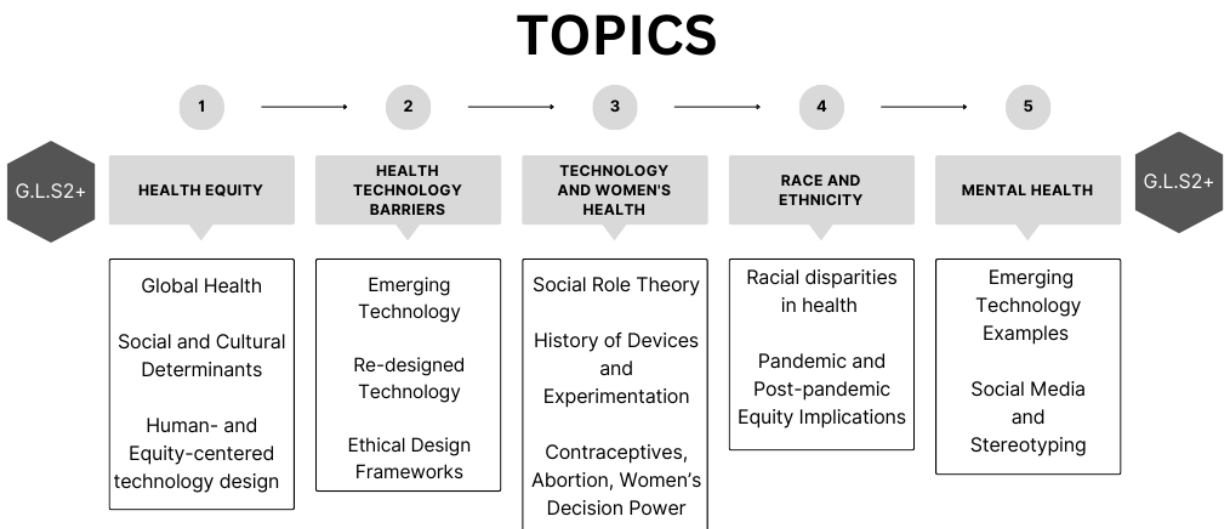 TOPICS
1
2
3
4
5
G.L.S2+
HEALTH EQUITY
Global Health
Social and Cultural
Determinants
Human- and
Equity-centered
technology design
HEALTH
TECHNOLOGY
BARRIERS
Emerging
Technology
Re-designed
Technology
Ethical Design
Frameworks
TECHNOLOGY
AND WOMEN'S
HEALTH
Social Role Theory
History of Devices
and
Experimentation
Contraceptives,
Abortion, Women’s
Decision Power
RACE AND
ETHNICITY
Racial disparities
in health
Pandemic and
Post-pandemic
Equity Implications
MENTAL HEALTH
Emerging
Technology
Examples
Social Media
and
Stereotyping
G.L.S2+